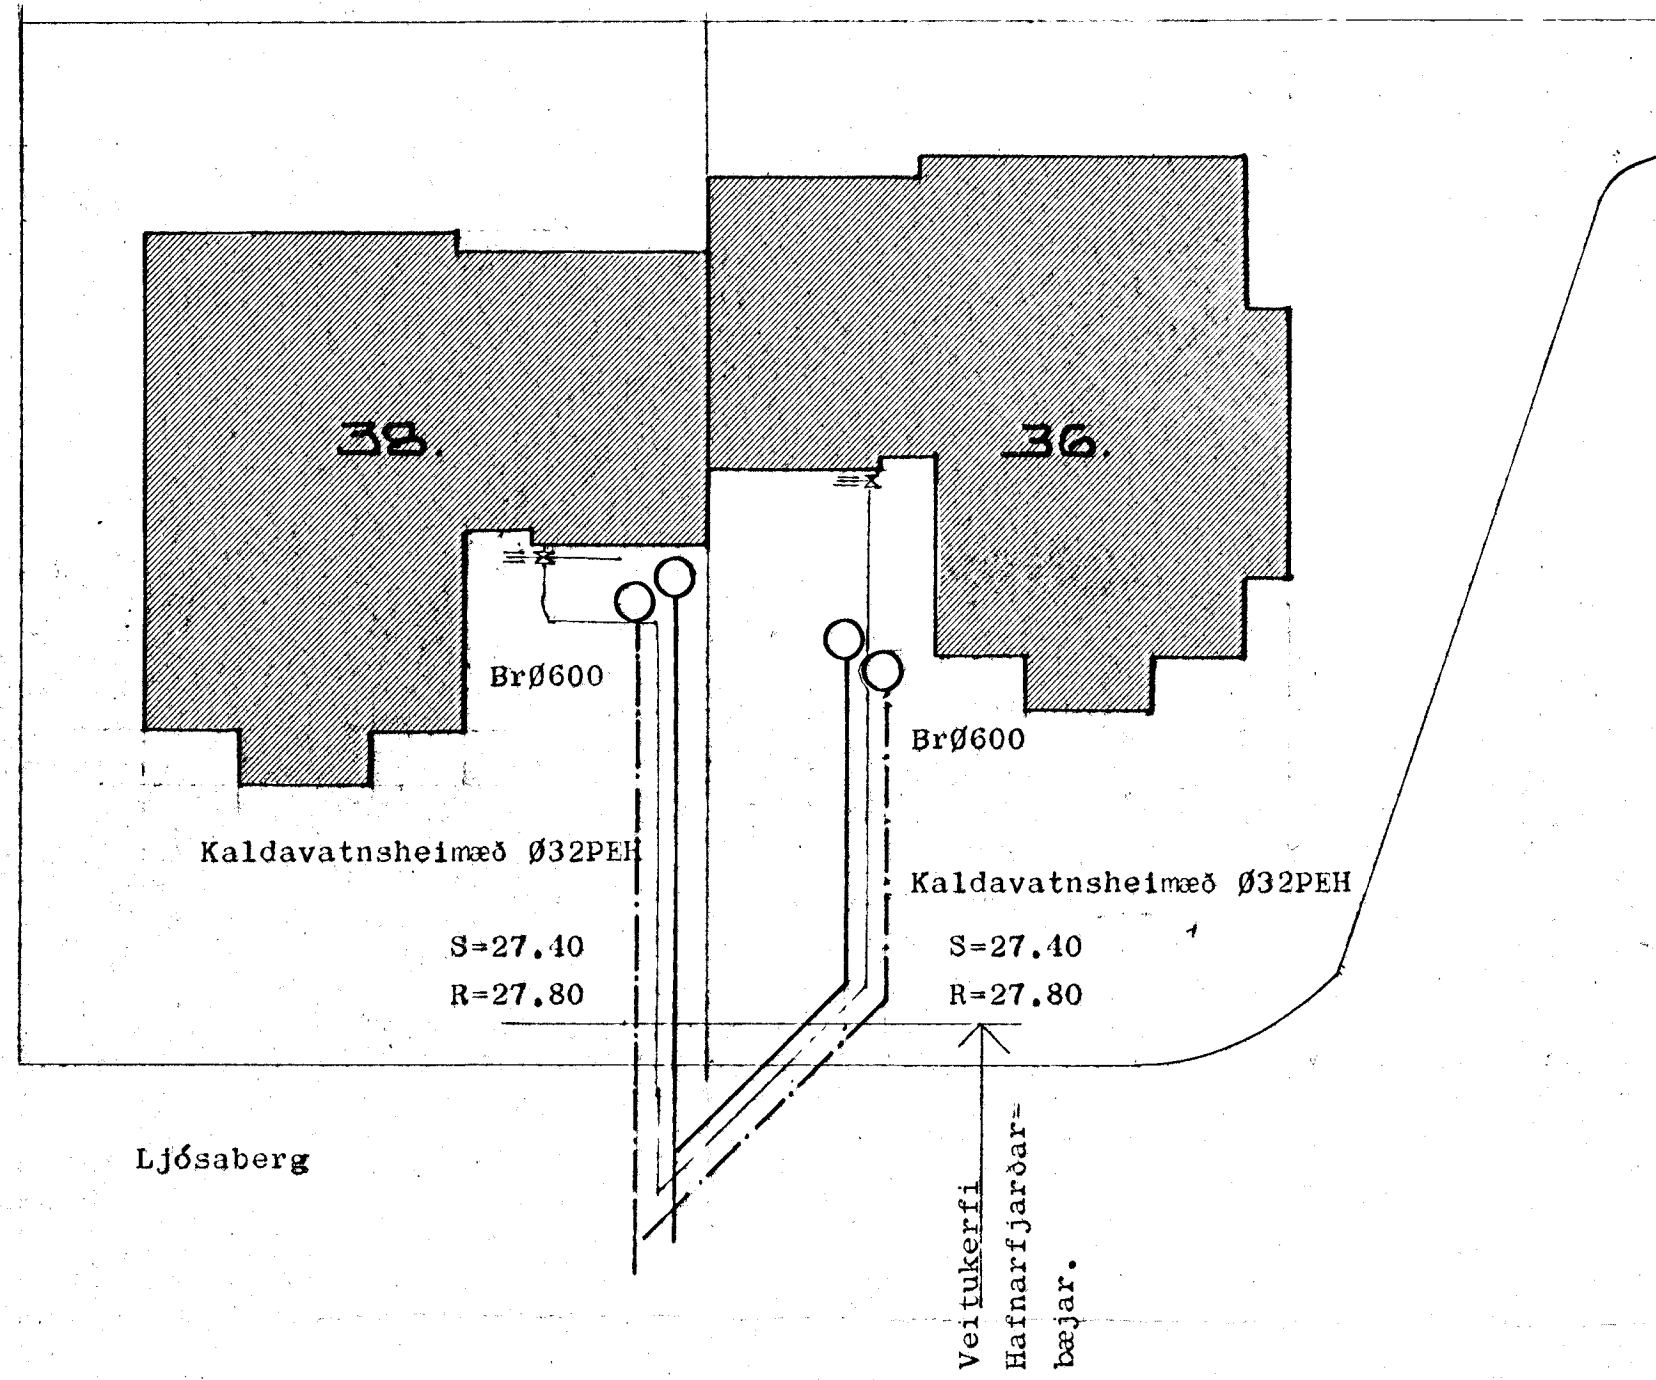 38.
36.
BrØ600
BrØ600
Kaldavatnsheimæð Ø32PEH
Kaldavatnsheimæð Ø32PEH
S=27.40
R=27.80
S=27.40
R=27.80
Ljósaberg
Veitukerfi
Hafnarfjarðar=
bæjar.